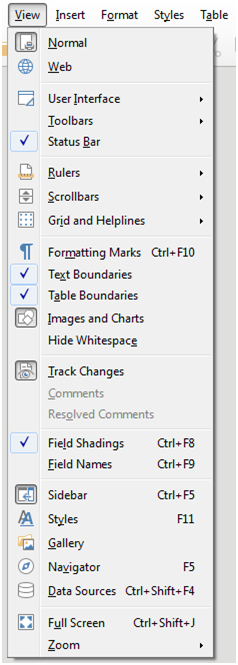 View Insert Format Styles Table
Normal
Web
User Interface
Toolbars
Status Bar
Rulers
Scrollbars
Grid and Helplines
Formatting Marks Ctrl+F10
Text Boundaries
Table Boundaries
Images and Charts
Hide Whitespace
Track Changes
Comments
Resolved Comments
Field Shadings Ctrl+F8
Field Names Ctrl+F9
Sidebar Ctrl+F5
Styles F11
Gallery
Navigator F5
Data Sources Ctrl+Shift+F4
Full Screen Ctrl+Shift+J
Zoom